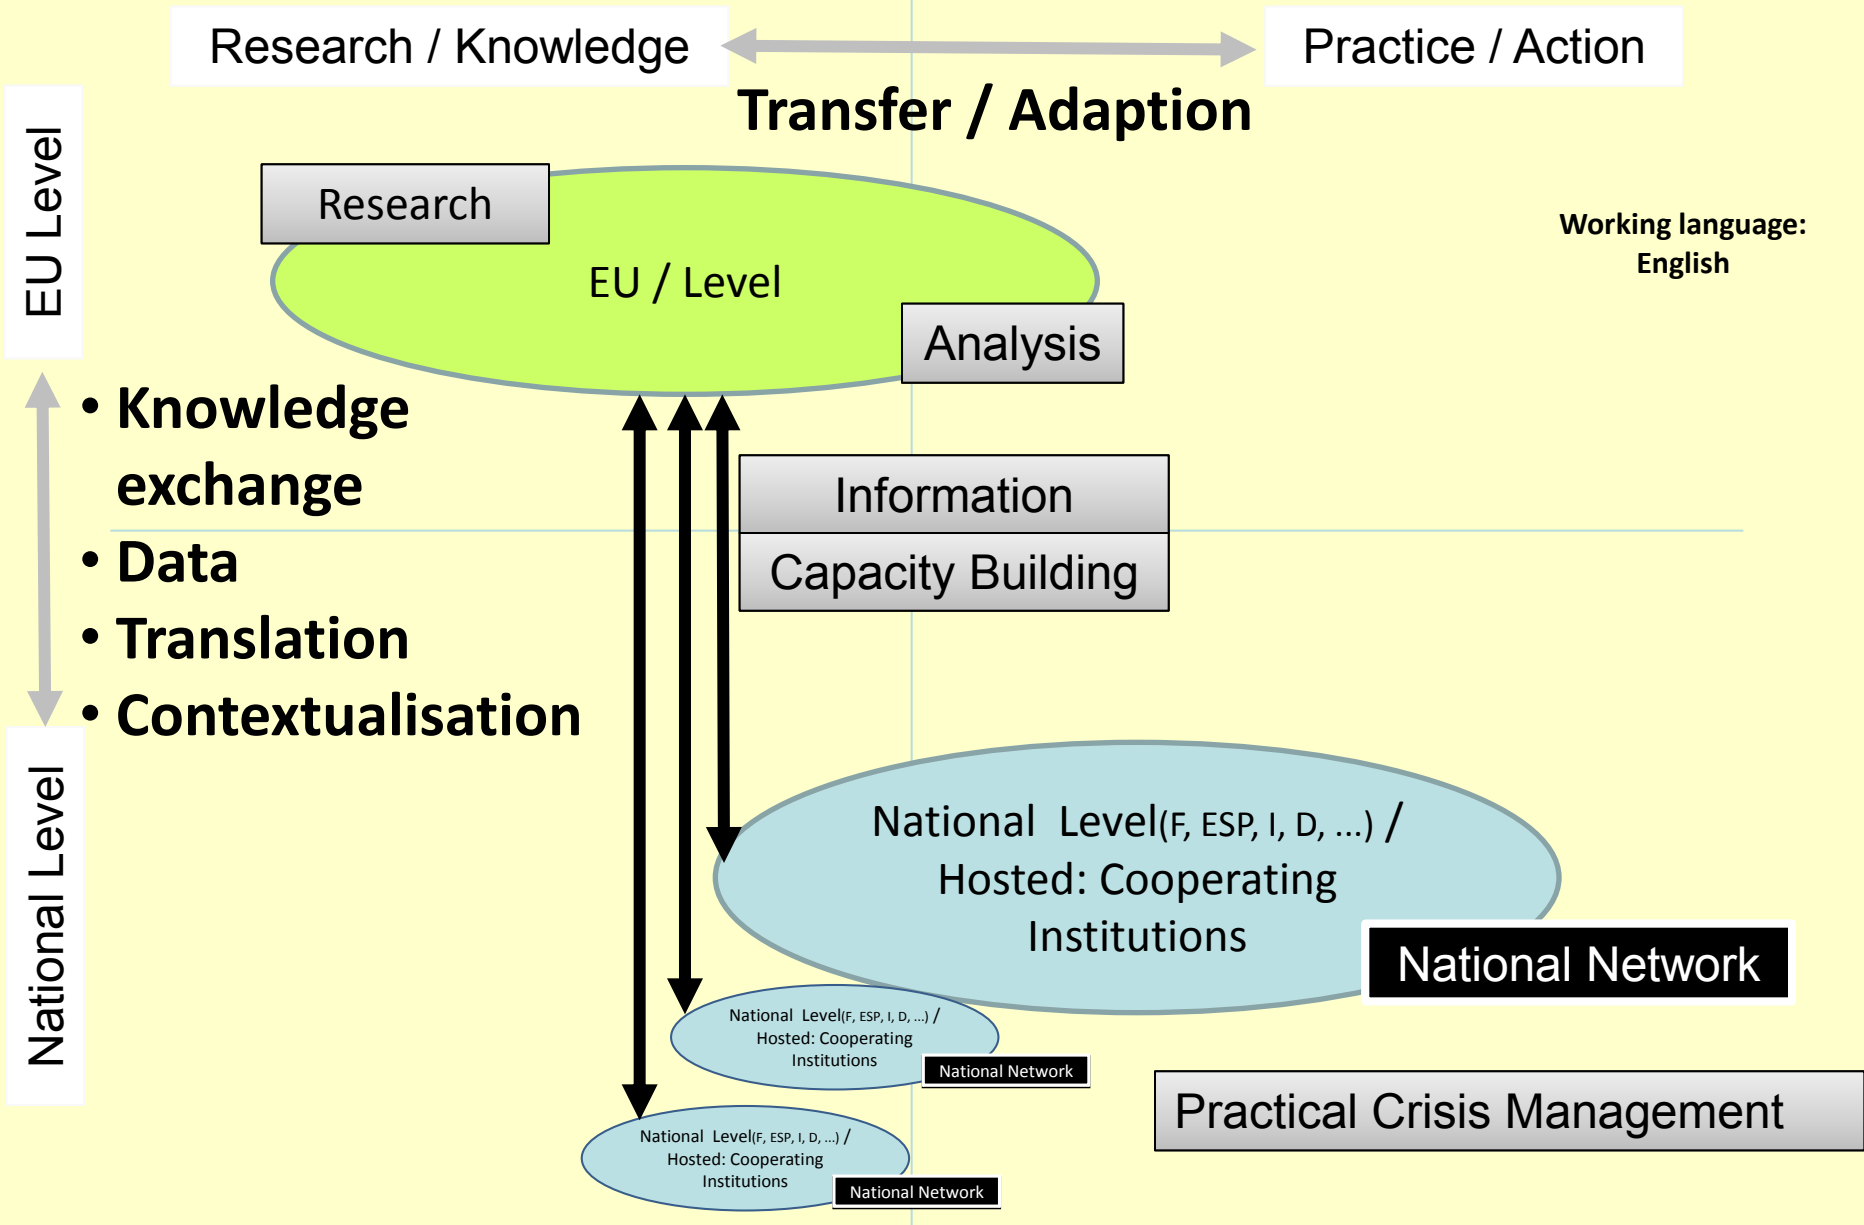 Research / Knowledge
Practice / Action
Transfer / Adaption
EU Level
Research
EU / Level
Analysis
Working language:
English
• Knowledge
exchange
• Data
• Translation
• Contextualisation
Information
Capacity Building
National Level
National Level(F, ESP, I, D, ...) /
Hosted: Cooperating
Institutions
National Network
National Level(F, ESP, I, D, ...) /
Hosted: Cooperating
Institutions
National Network
Practical Crisis Management
National Level(F, ESP, I, D, ...) /
Hosted: Cooperating
Institutions
National Network